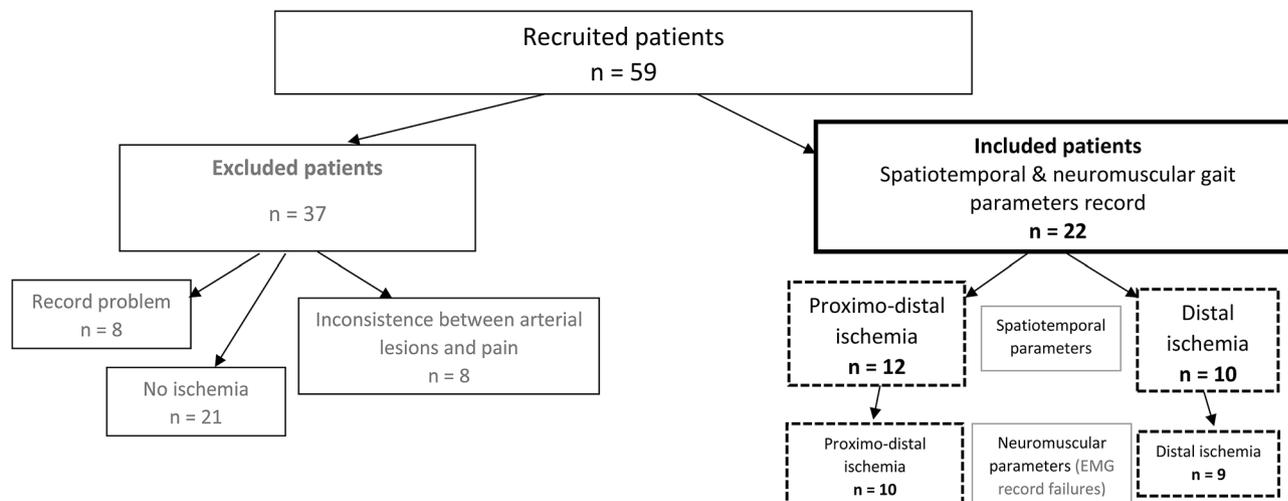 Recruited patients
n = 59
Excluded patients
n = 37
Included patients
Spatiotemporal & neuromuscular gait
parameters record
n = 22
Record problem
n = 8
No ischemia
n = 21
Inconsistence between arterial
lesions and pain
n = 8
Proximo-distal
ischemia
n = 12
Spatiotemporal
parameters
Distal
ischemia
n = 10
Proximo-distal
ischemia
n = 10
Neuromuscular
parameters (EMG
record failures)
Distal ischemia
n = 9